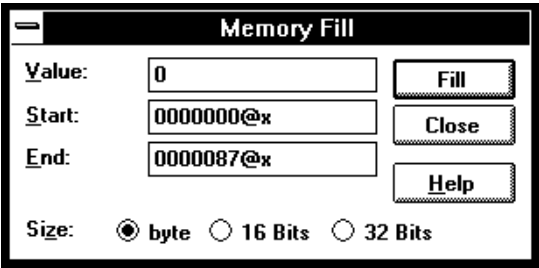 Memory Fill
Value: 0 Fill
Start: 0000000@x Close
End: 0000087@x
Help
Size: byte 16 Bits 32 Bits